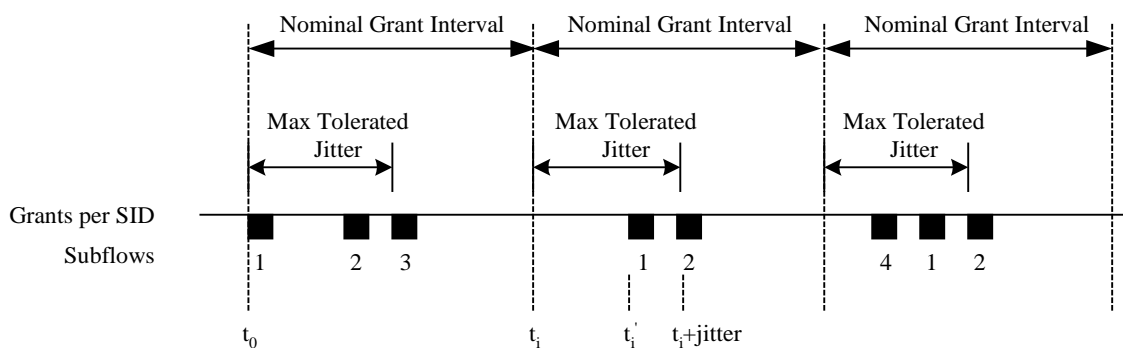 Nominal Grant Interval
Nominal Grant Interval
Nominal Grant Interval
Max Tolerated
Jitter
Max Tolerated
Jitter
Max Tolerated
Jitter
Grants per SID
Subflows
1 2 3 1 2 4 1 2
t0 ti ti' ti+jitter